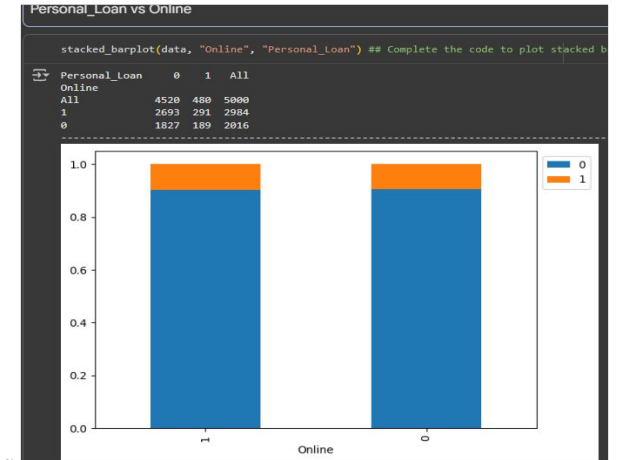 Personal_Loan vs Online
stacked_barplot(data, "Online", "Personal_Loan") ## Complete the code to plot stacked b
Personal_Loan 0 1 All
Online
All 4520 480 5000
1 2693 291 2984
0 1827 189 2016
------------------------------------------------------------------------
1.0
0
1
0.8
0.6
0.4
0.2
0.0
1
0
Online